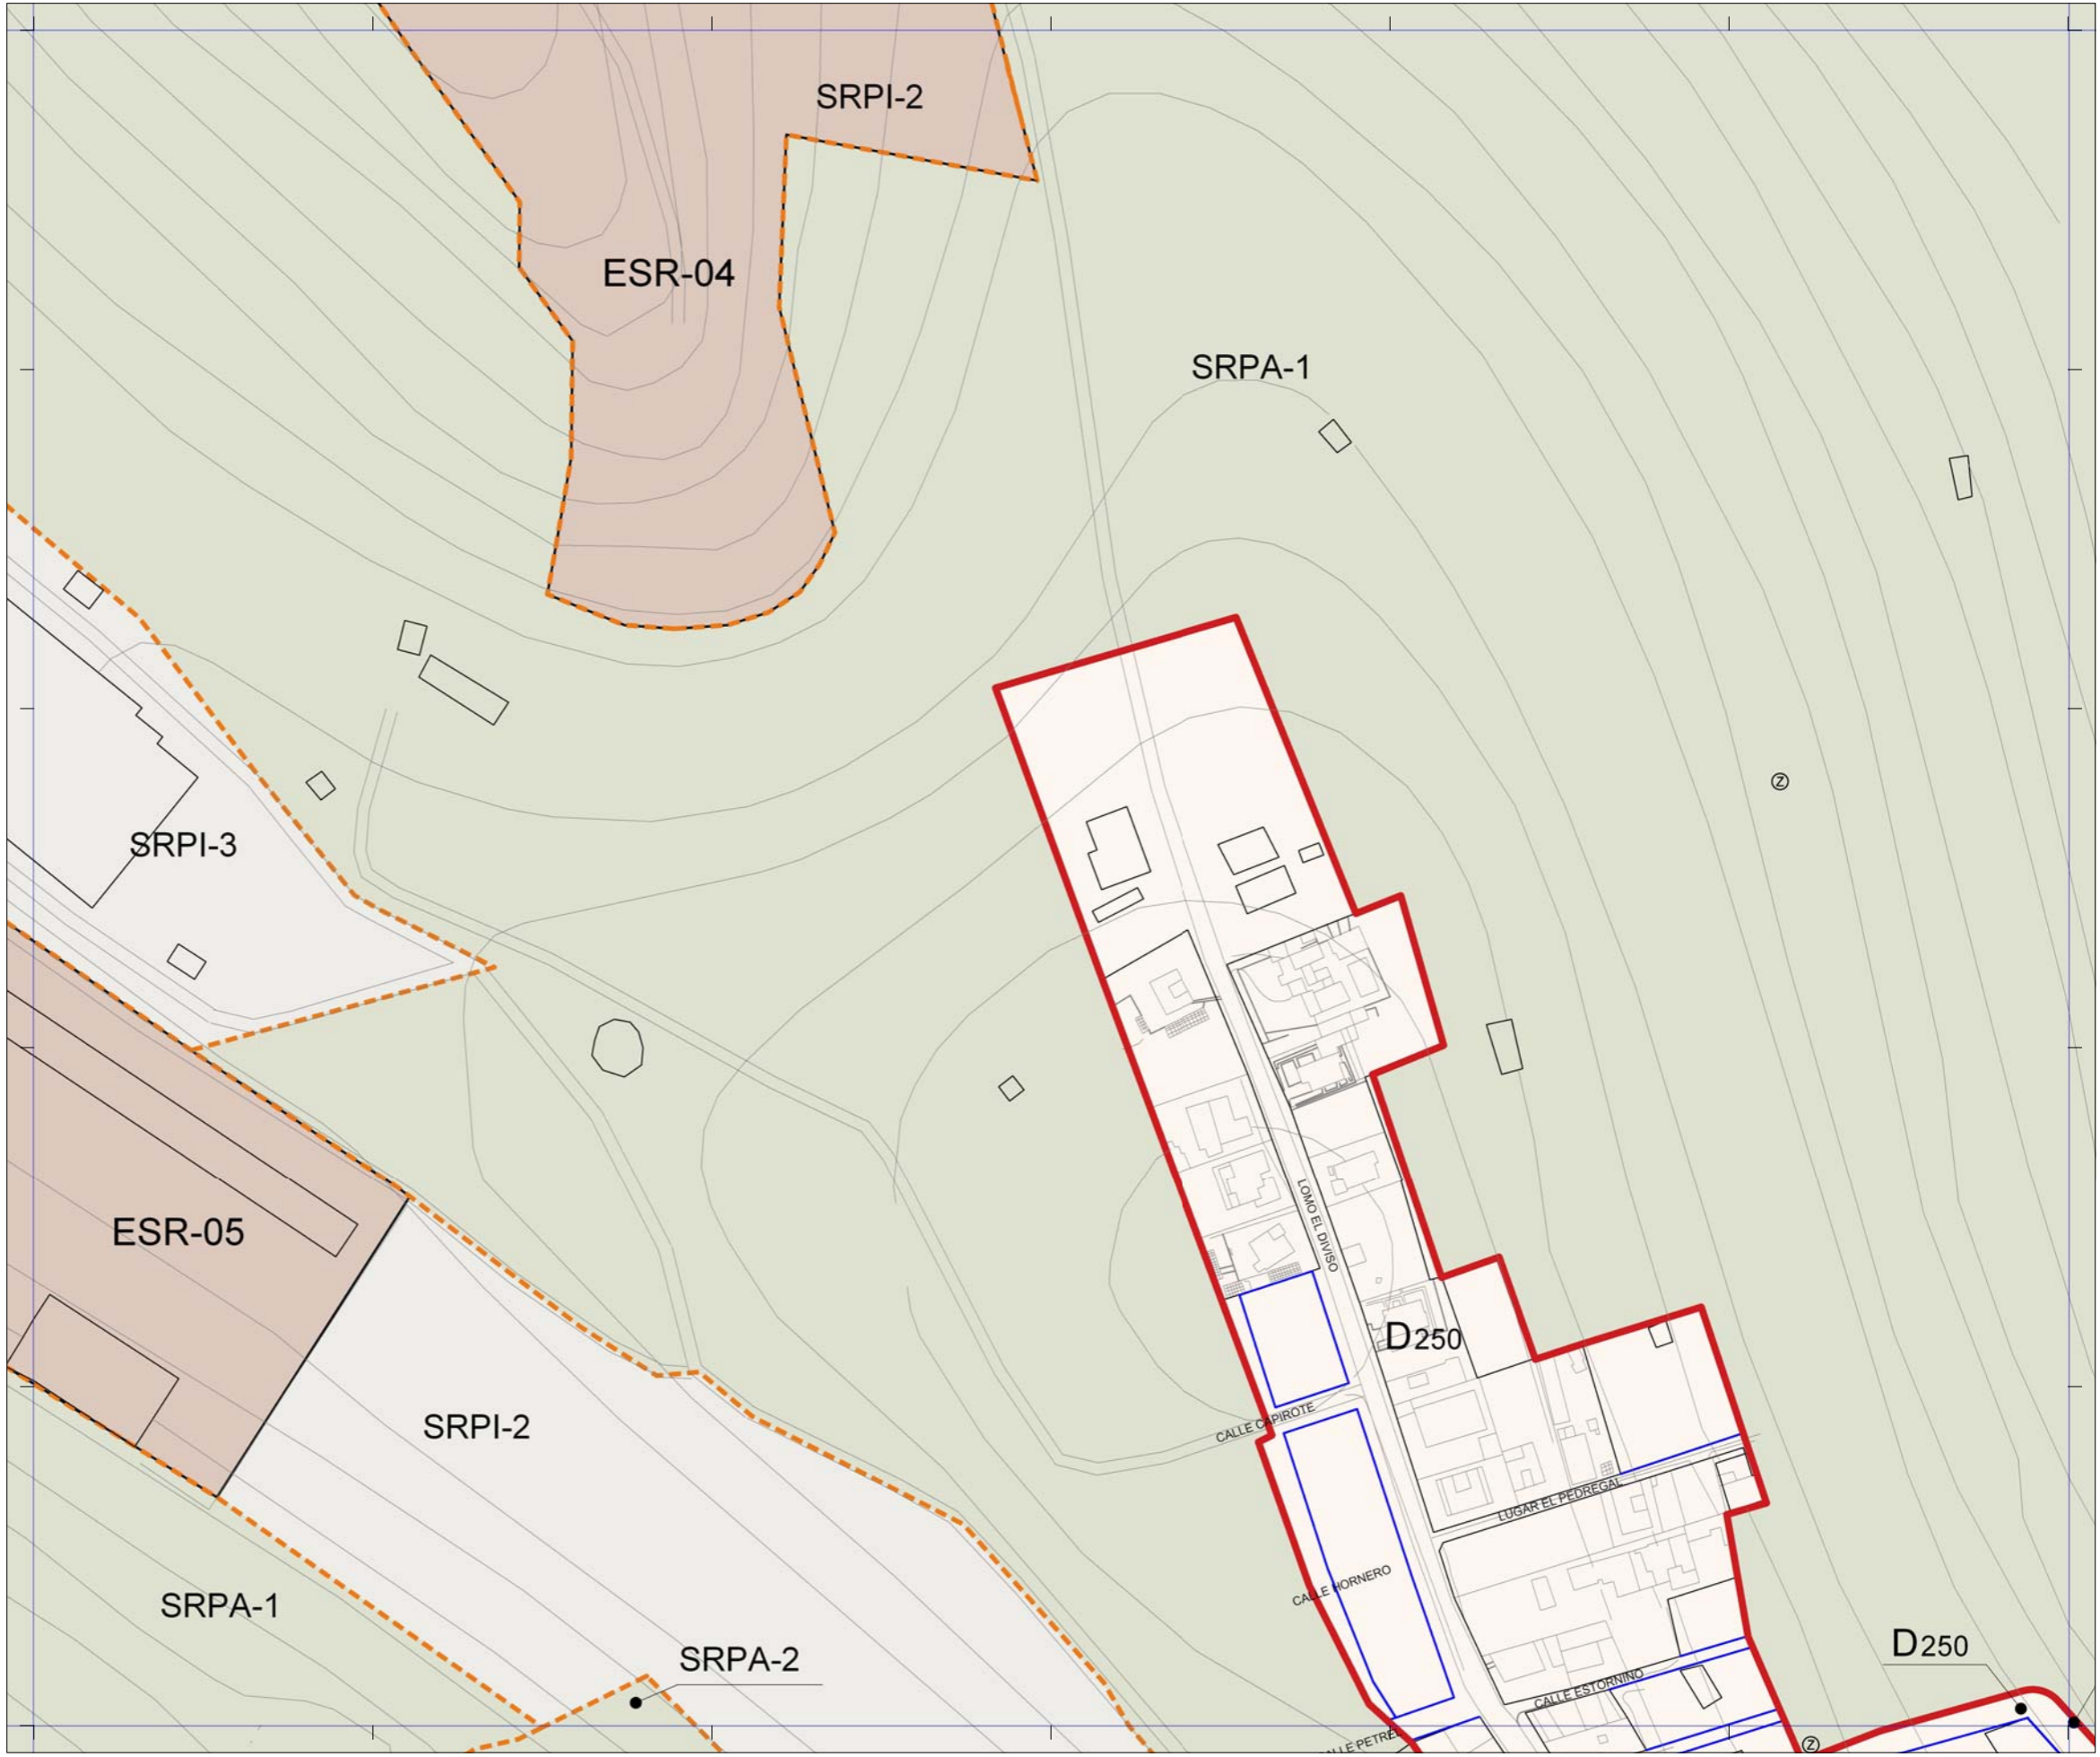 SRPI-2
ESR-04
SRPA-1
SRPI-3
Z
ESR-05
LOMO EL DIVISO
D250
CALLE CAPIROTE
SRPI-2
LUGAR EL PEDREGAL
CALLE HORNERO
SRPA-1
SRPA-2
D250
CALLE ESTORNINO
Z